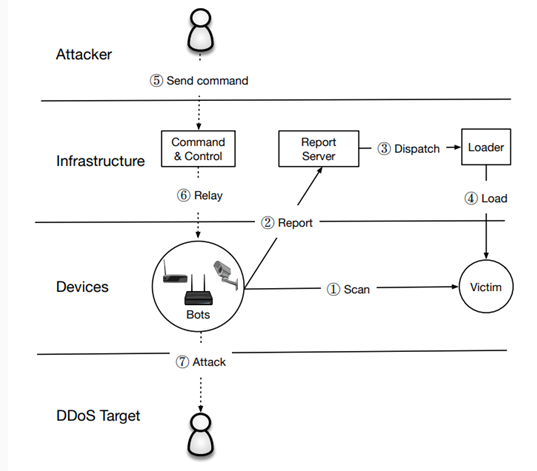 Attacker
⑤ Send command
Infrastructure
Command
& Control
Report
Server
③ Dispatch
Loader
⑥ Relay
④ Load
② Report
Devices
Bots
① Scan
Victim
⑦ Attack
DDoS Target